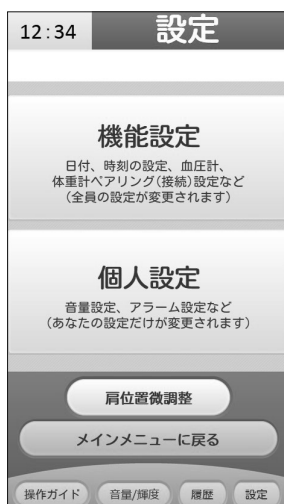 12:34
設定
機能設定
日付、時刻の設定、血圧計、
体重計ペアリング(接続)設定など
(全員の設定が変更されます)
個人設定
音量設定、アラーム設定など
(あなたの設定だけが変更されます)
肩位置微調整
メインメニューに戻る
操作ガイド
音量/輝度
履歴
設定